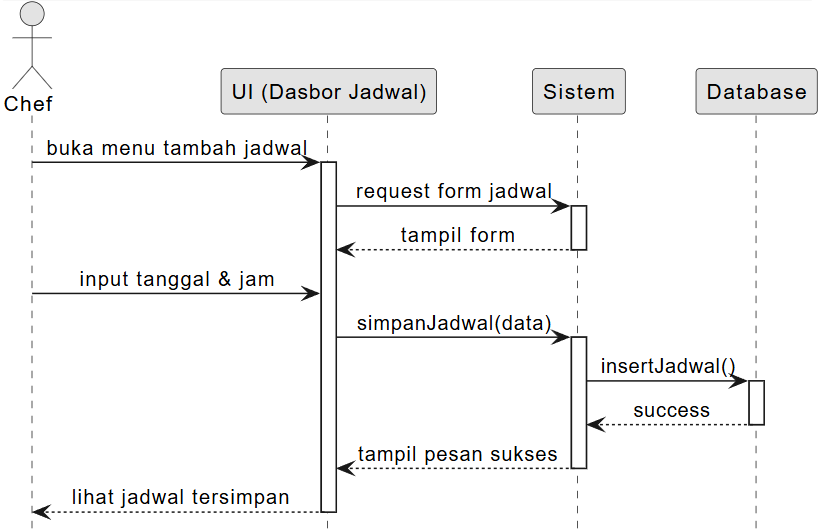 Chef
UI (Dasbor Jadwal)
Sistem
Database
buka menu tambah jadwal
request form jadwal
tampil form
input tanggal & jam
simpanJadwal(data)
insertJadwal()
success
tampil pesan sukses
lihat jadwal tersimpan